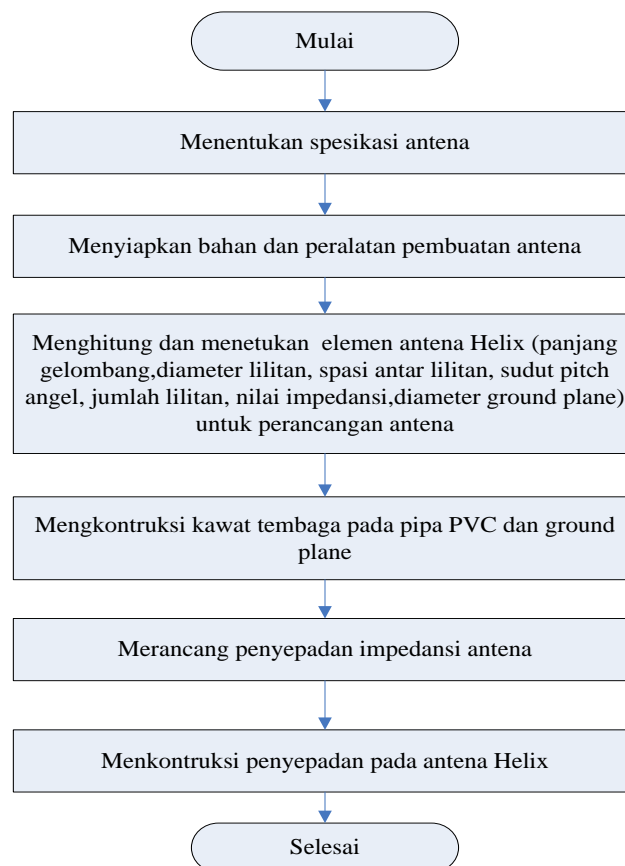 Mulai
Menentukan spesikasi antena
Menyiapkan bahan dan peralatan pembuatan antena
Menghitung dan menetukan elemen antena Helix (panjang
gelombang,diameter lilitan, spasi antar lilitan, sudut pitch
angel, jumlah lilitan, nilai impedansi,diameter ground plane)
untuk perancangan antena
Mengkontruksi kawat tembaga pada pipa PVC dan ground
plane
Merancang penyepadan impedansi antena
Menkontruksi penyepadan pada antena Helix
Selesai